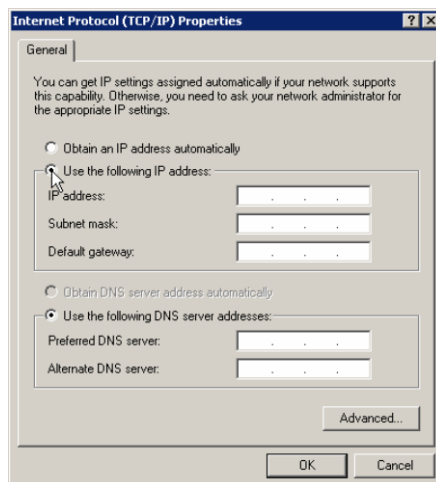 Internet Protocol (TCP/IP) Properties
General
You can get IP settings assigned automatically if your network supports
this capability. Otherwise, you need to ask your network administrator for
the appropriate IP settings.
Obtain an IP address automatically
Use the following IP address:
IP address:
Subnet mask:
Default gateway:
Obtain DNS server address automatically
Use the following DNS server addresses:
Preferred DNS server:
Alternate DNS server:
Advanced...
OK
Cancel